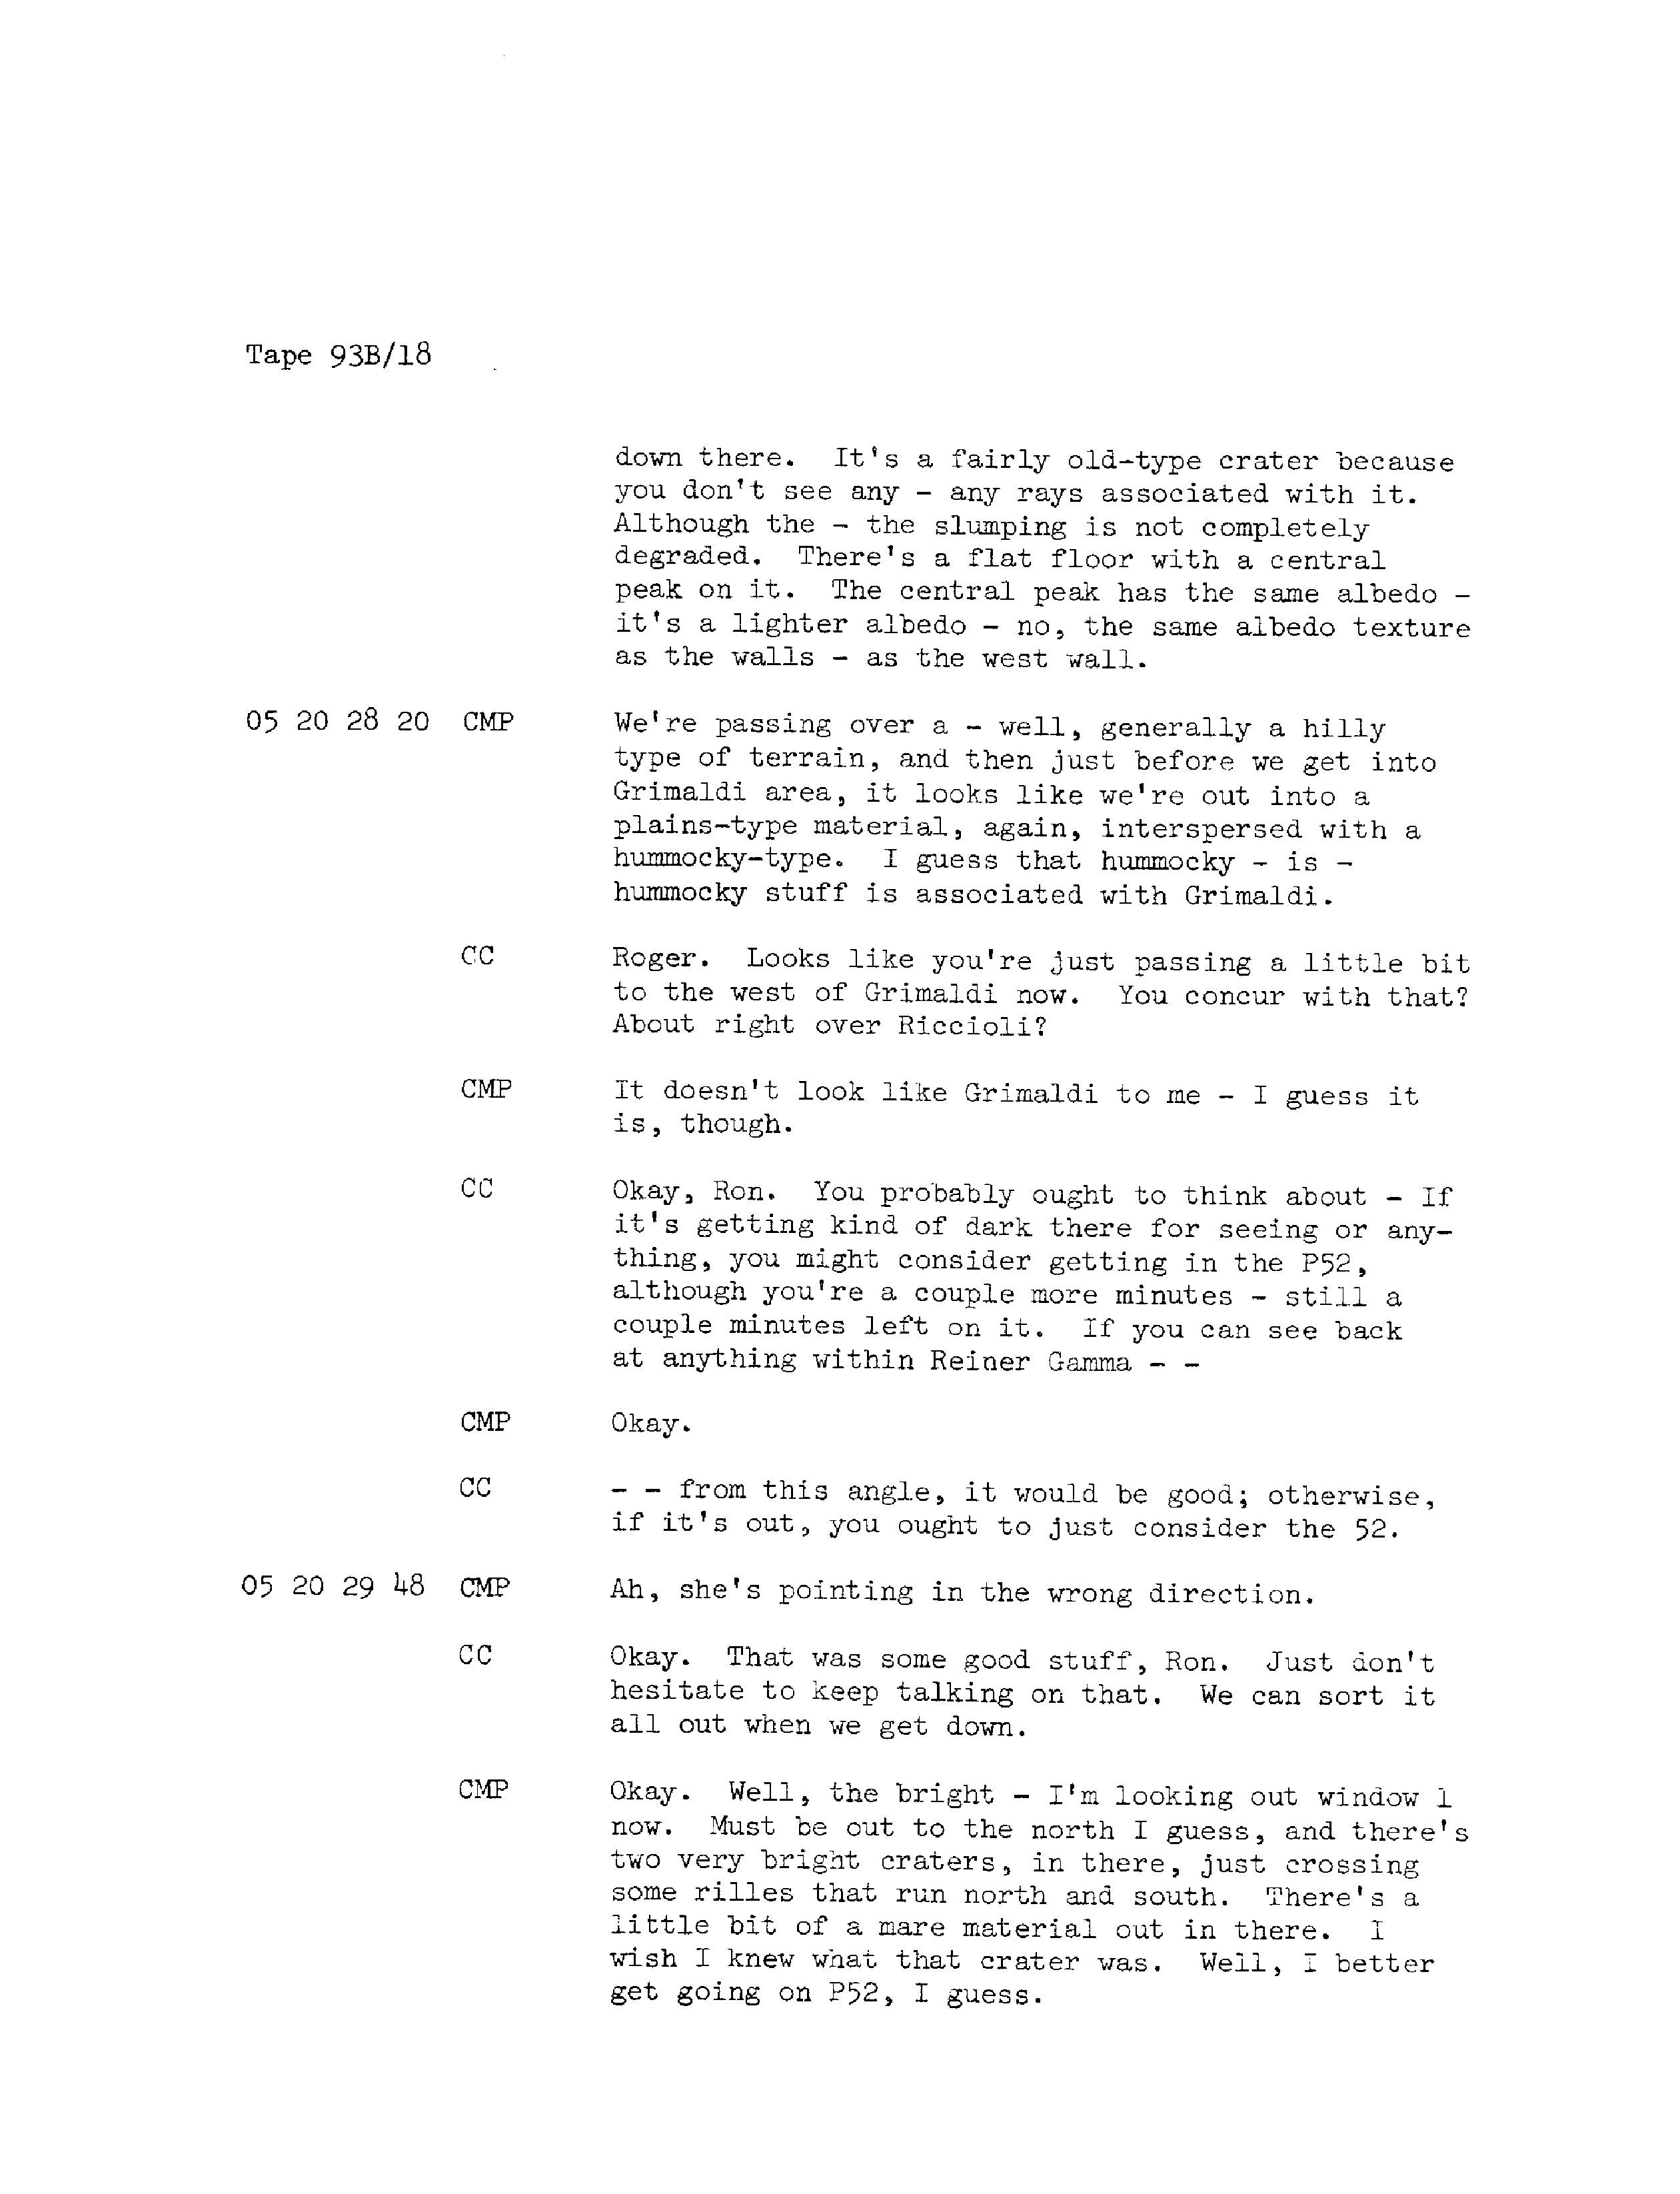 Tape 93B/18
down there. It's a fairly old-type crater because
you don't see any - any rays associated with it.
Although the - the slumping is not completely
degraded. There's a flat floor with a central
peak on it. The central peak has the same albedo -
it's a lighter albedo - no, the same albedo texture
as the walls - as the west wall.
05 20 28 20 CMP We're passing over a - well, generally a hilly
type of terrain, and then just before we get into
Grimaldi area, it looks like we're out into a
plains-type material, again, interspersed with a
hummocky-type. I guess that hummocky - is -
hummocky stuff is associated with Grimaldi.
CC Roger. Looks like you're just passing a little bit
to the west of Grimaldi now. You concur with that?
About right over Riccioli?
CMP It doesn't look like Grimaldi to me - I guess it
is, though.
CC Okay, Ron. You probably ought to think about - If
it's getting kind of dark there for seeing or any-
thing, you might consider getting in the P52,
although you're a couple more minutes - still a
couple minutes left on it. If you can see back
at anything within Reiner Gamma - -
CMP Okay.
CC - - from this angle, it would be good; otherwise,
if it's out, you ought to just consider the 52.
05 20 29 48 CMP Ah, she's pointing in the wrong direction.
CC Okay. That was some good stuff, Ron. Just don't
hesitate to keep talking on that. We can sort it
all out when we get down.
CMP Okay. Well, the bright - I'm looking out window 1
now. Must be out to the north I guess, and there's
two very bright craters, in there, just crossing
some rilles that run north and south. There's a
little bit of a mare material out in there. I
wish I knew what that crater was. Well, I better
get going on P52, I guess.